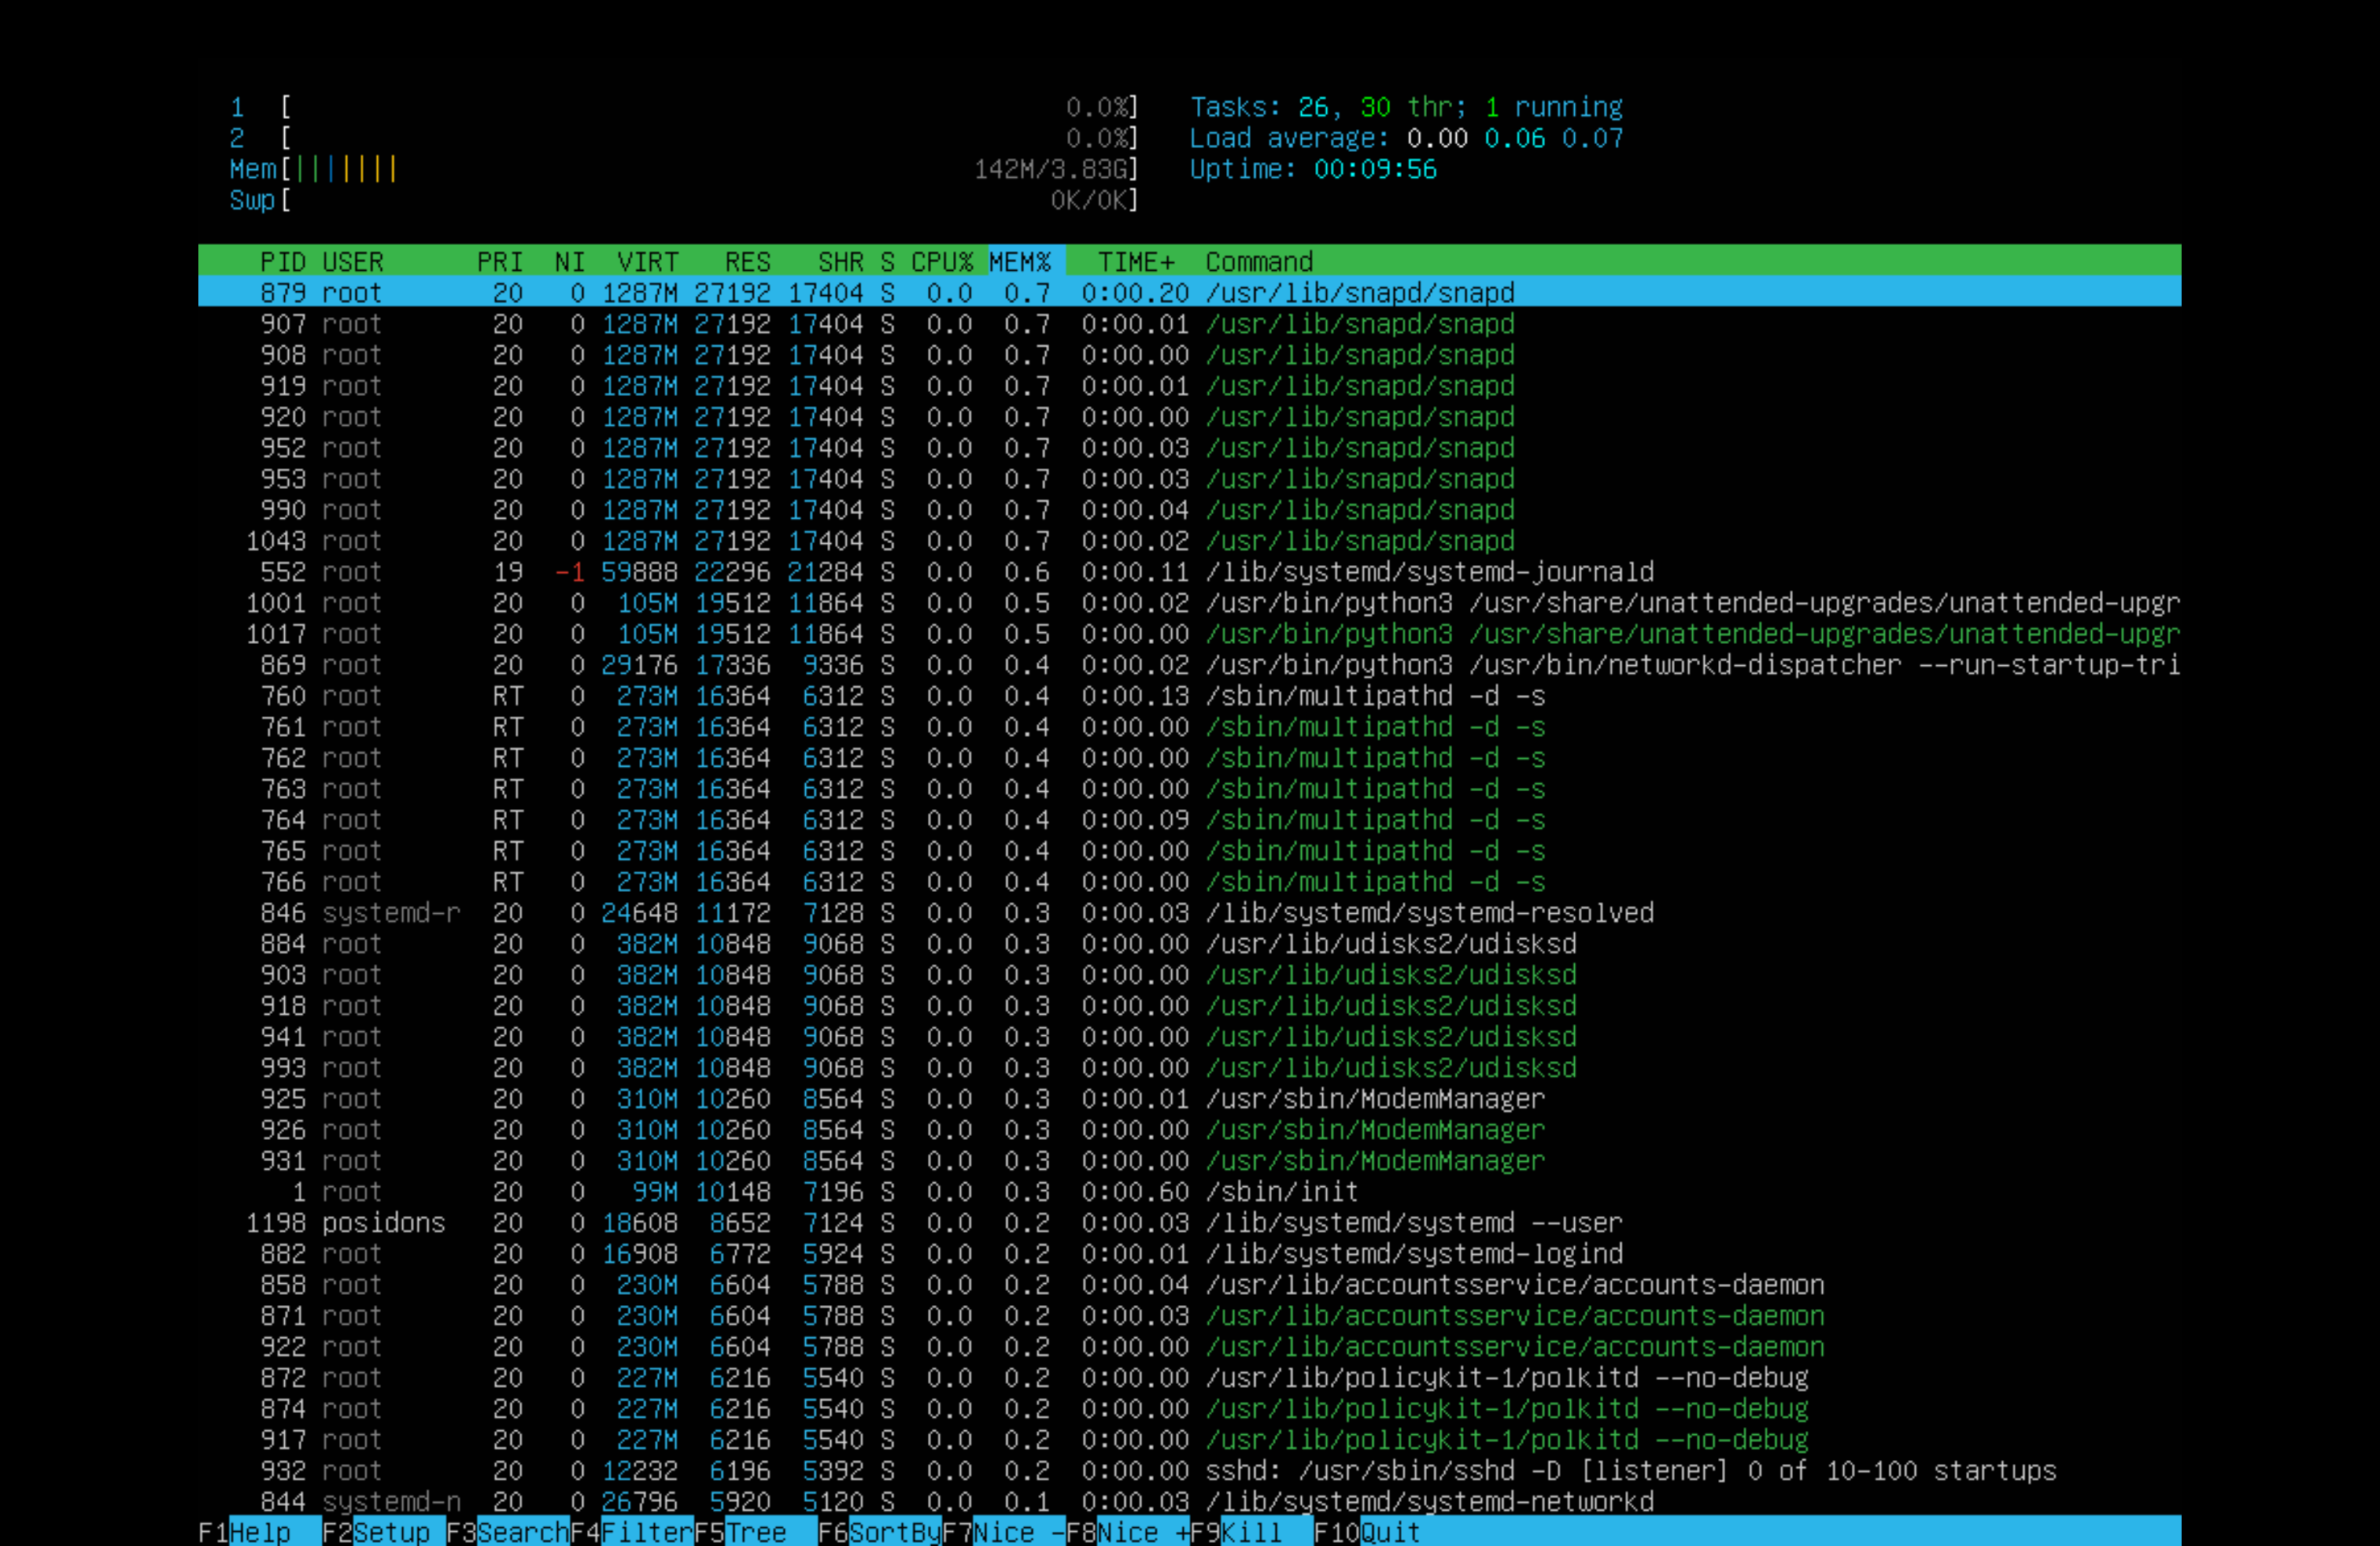 1 [ 0.0%] Tasks: 26, 30 thr; 1 running
2 [ 0.0%] Load average: 0.00 0.06 0.07
Mem[|||||||  142M/3.83G] Uptime: 00:09:56
Swp[ 0K/0K]
PID USER PRI NI VIRT RES SHR S CPU% MEM% TIME+ Command
879 root 20 0 1287M 27192 17404 S 0.0 0.7 0:00.20 /usr/lib/snapd/snapd
907 root 20 0 1287M 27192 17404 S 0.0 0.7 0:00.01 /usr/lib/snapd/snapd
908 root 20 0 1287M 27192 17404 S 0.0 0.7 0:00.00 /usr/lib/snapd/snapd
919 root 20 0 1287M 27192 17404 S 0.0 0.7 0:00.01 /usr/lib/snapd/snapd
920 root 20 0 1287M 27192 17404 S 0.0 0.7 0:00.00 /usr/lib/snapd/snapd
952 root 20 0 1287M 27192 17404 S 0.0 0.7 0:00.03 /usr/lib/snapd/snapd
953 root 20 0 1287M 27192 17404 S 0.0 0.7 0:00.03 /usr/lib/snapd/snapd
990 root 20 0 1287M 27192 17404 S 0.0 0.7 0:00.04 /usr/lib/snapd/snapd
1043 root 20 0 1287M 27192 17404 S 0.0 0.7 0:00.02 /usr/lib/snapd/snapd
552 root 19 -1 59888 22296 21284 S 0.0 0.6 0:00.11 /lib/systemd/systemd-journald
1001 root 20 0 105M 19512 11864 S 0.0 0.5 0:00.02 /usr/bin/python3 /usr/share/unattended-upgrades/unattended-upgr
1017 root 20 0 105M 19512 11864 S 0.0 0.5 0:00.00 /usr/bin/python3 /usr/share/unattended-upgrades/unattended-upgr
869 root 20 0 29176 17336 9336 S 0.0 0.4 0:00.02 /usr/bin/python3 /usr/bin/networkd-dispatcher --run-startup-tri
760 root RT 0 273M 16364 6312 S 0.0 0.4 0:00.13 /sbin/multipathd -d -s
761 root RT 0 273M 16364 6312 S 0.0 0.4 0:00.00 /sbin/multipathd -d -s
762 root RT 0 273M 16364 6312 S 0.0 0.4 0:00.00 /sbin/multipathd -d -s
763 root RT 0 273M 16364 6312 S 0.0 0.4 0:00.00 /sbin/multipathd -d -s
764 root RT 0 273M 16364 6312 S 0.0 0.4 0:00.09 /sbin/multipathd -d -s
765 root RT 0 273M 16364 6312 S 0.0 0.4 0:00.00 /sbin/multipathd -d -s
766 root RT 0 273M 16364 6312 S 0.0 0.4 0:00.00 /sbin/multipathd -d -s
846 systemd-r 20 0 24648 11172 7128 S 0.0 0.3 0:00.03 /lib/systemd/systemd-resolved
884 root 20 0 382M 10848 9068 S 0.0 0.3 0:00.00 /usr/lib/udisks2/udisksd
903 root 20 0 382M 10848 9068 S 0.0 0.3 0:00.00 /usr/lib/udisks2/udisksd
918 root 20 0 382M 10848 9068 S 0.0 0.3 0:00.00 /usr/lib/udisks2/udisksd
941 root 20 0 382M 10848 9068 S 0.0 0.3 0:00.00 /usr/lib/udisks2/udisksd
993 root 20 0 382M 10848 9068 S 0.0 0.3 0:00.00 /usr/lib/udisks2/udisksd
925 root 20 0 310M 10260 8564 S 0.0 0.3 0:00.01 /usr/sbin/ModemManager
926 root 20 0 310M 10260 8564 S 0.0 0.3 0:00.00 /usr/sbin/ModemManager
931 root 20 0 310M 10260 8564 S 0.0 0.3 0:00.00 /usr/sbin/ModemManager
1 root 20 0 99M 10148 7196 S 0.0 0.3 0:00.60 /sbin/init
1198 posidons 20 0 18608 8652 7124 S 0.0 0.2 0:00.03 /lib/systemd/systemd --user
882 root 20 0 16908 6772 5924 S 0.0 0.2 0:00.01 /lib/systemd/systemd-logind
858 root 20 0 230M 6604 5788 S 0.0 0.2 0:00.04 /usr/lib/accountsservice/accounts-daemon
871 root 20 0 230M 6604 5788 S 0.0 0.2 0:00.03 /usr/lib/accountsservice/accounts-daemon
922 root 20 0 230M 6604 5788 S 0.0 0.2 0:00.00 /usr/lib/accountsservice/accounts-daemon
872 root 20 0 227M 6216 5540 S 0.0 0.2 0:00.00 /usr/lib/policykit-1/polkitd --no-debug
874 root 20 0 227M 6216 5540 S 0.0 0.2 0:00.00 /usr/lib/policykit-1/polkitd --no-debug
917 root 20 0 227M 6216 5540 S 0.0 0.2 0:00.00 /usr/lib/policykit-1/polkitd --no-debug
932 root 20 0 12232 6196 5392 S 0.0 0.2 0:00.00 sshd: /usr/sbin/sshd -D [listener] 0 of 10-100 startups
844 systemd-n 20 0 26796 5920 5120 S 0.0 0.1 0:00.03 /lib/systemd/systemd-networkd
F1Help F2Setup F3SearchF4FilterF5Tree F6SortByF7Nice -F8Nice +F9Kill F10Quit